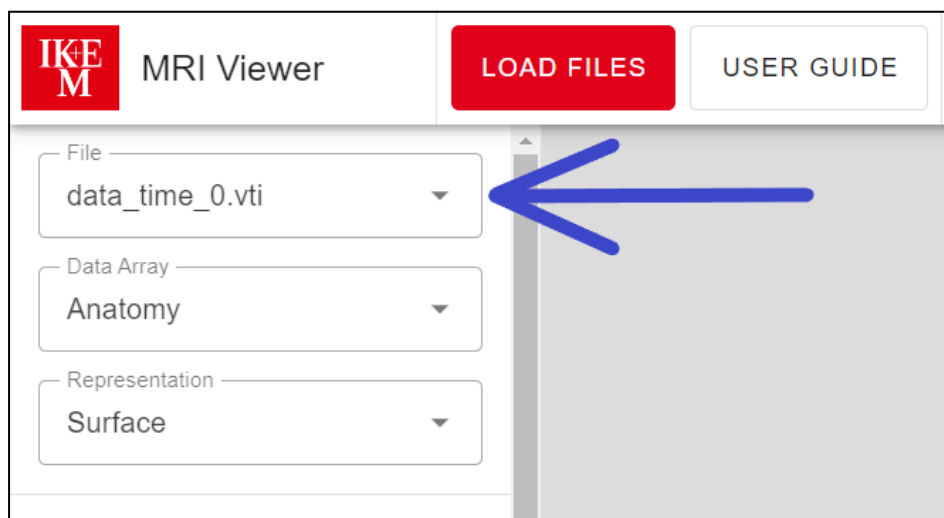 IK+E
M
MRI Viewer
LOAD FILES
USER GUIDE
File
data_time_0.vti
Data Array
Anatomy
Representation
Surface